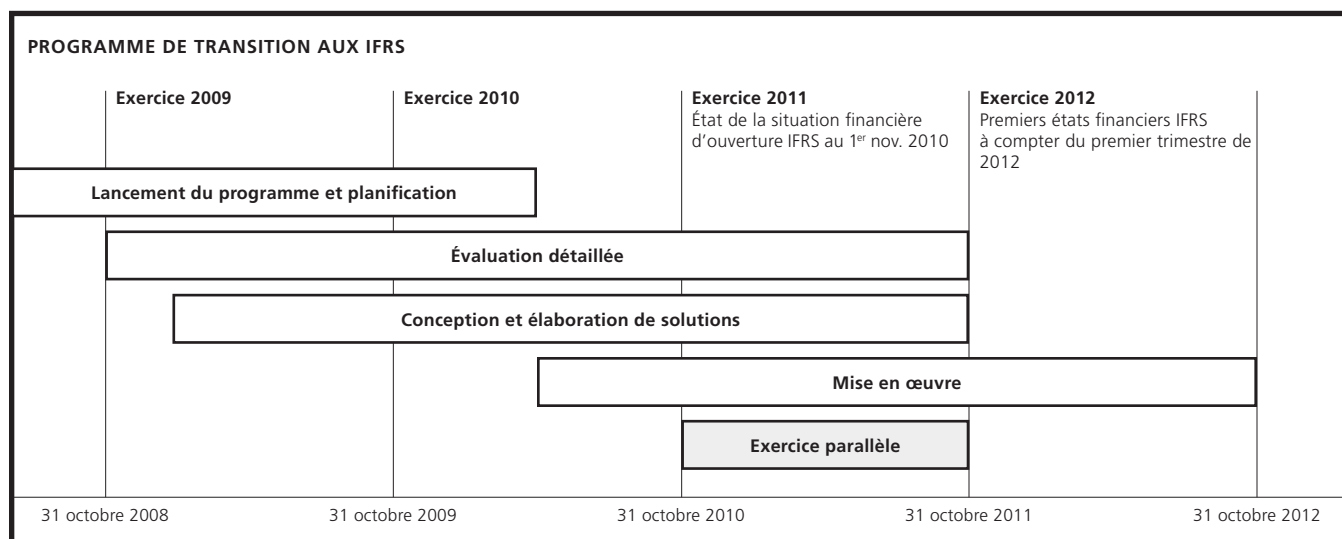 PROGRAMME DE TRANSITION AUX IFRS
Exercice 2009
Exercice 2010
Exercice 2011
État de la situation financière
d'ouverture IFRS au 1er nov. 2010
Exercice 2012
Premiers états financiers IFRS
à compter du premier trimestre de
2012
Lancement du programme et planification
Évaluation détaillée
Conception et élaboration de solutions
Mise en œuvre
Exercice parallèle
31 octobre 2008
31 octobre 2009
31 octobre 2010
31 octobre 2011
31 octobre 2012